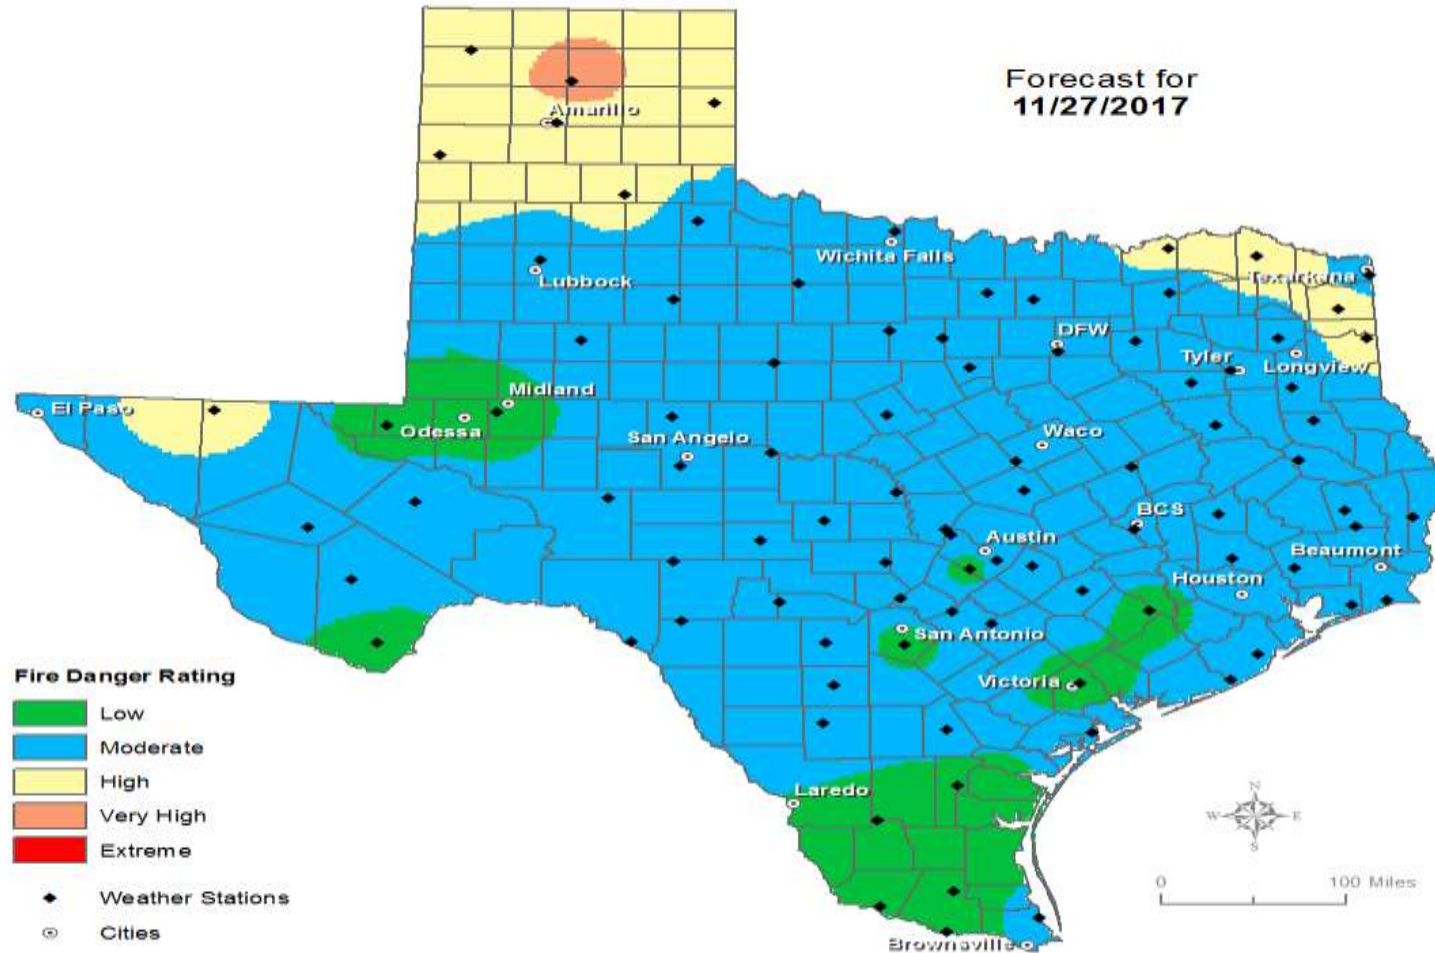 Forecast for
11/27/2017
Amarillo
Wichita Falls
Lubbock
Texarkana
DFW
Tyler
Longview
Midland
El Paso
Odessa
San Angelo
Waco
BCS
Austin
Beaumont
Houston
San Antonio
Victoria
Laredo
Brownsville
Fire Danger Rating
Low
Moderate
High
Very High
Extreme
Weather Stations
Cities
N
W E
S
0 100 Miles